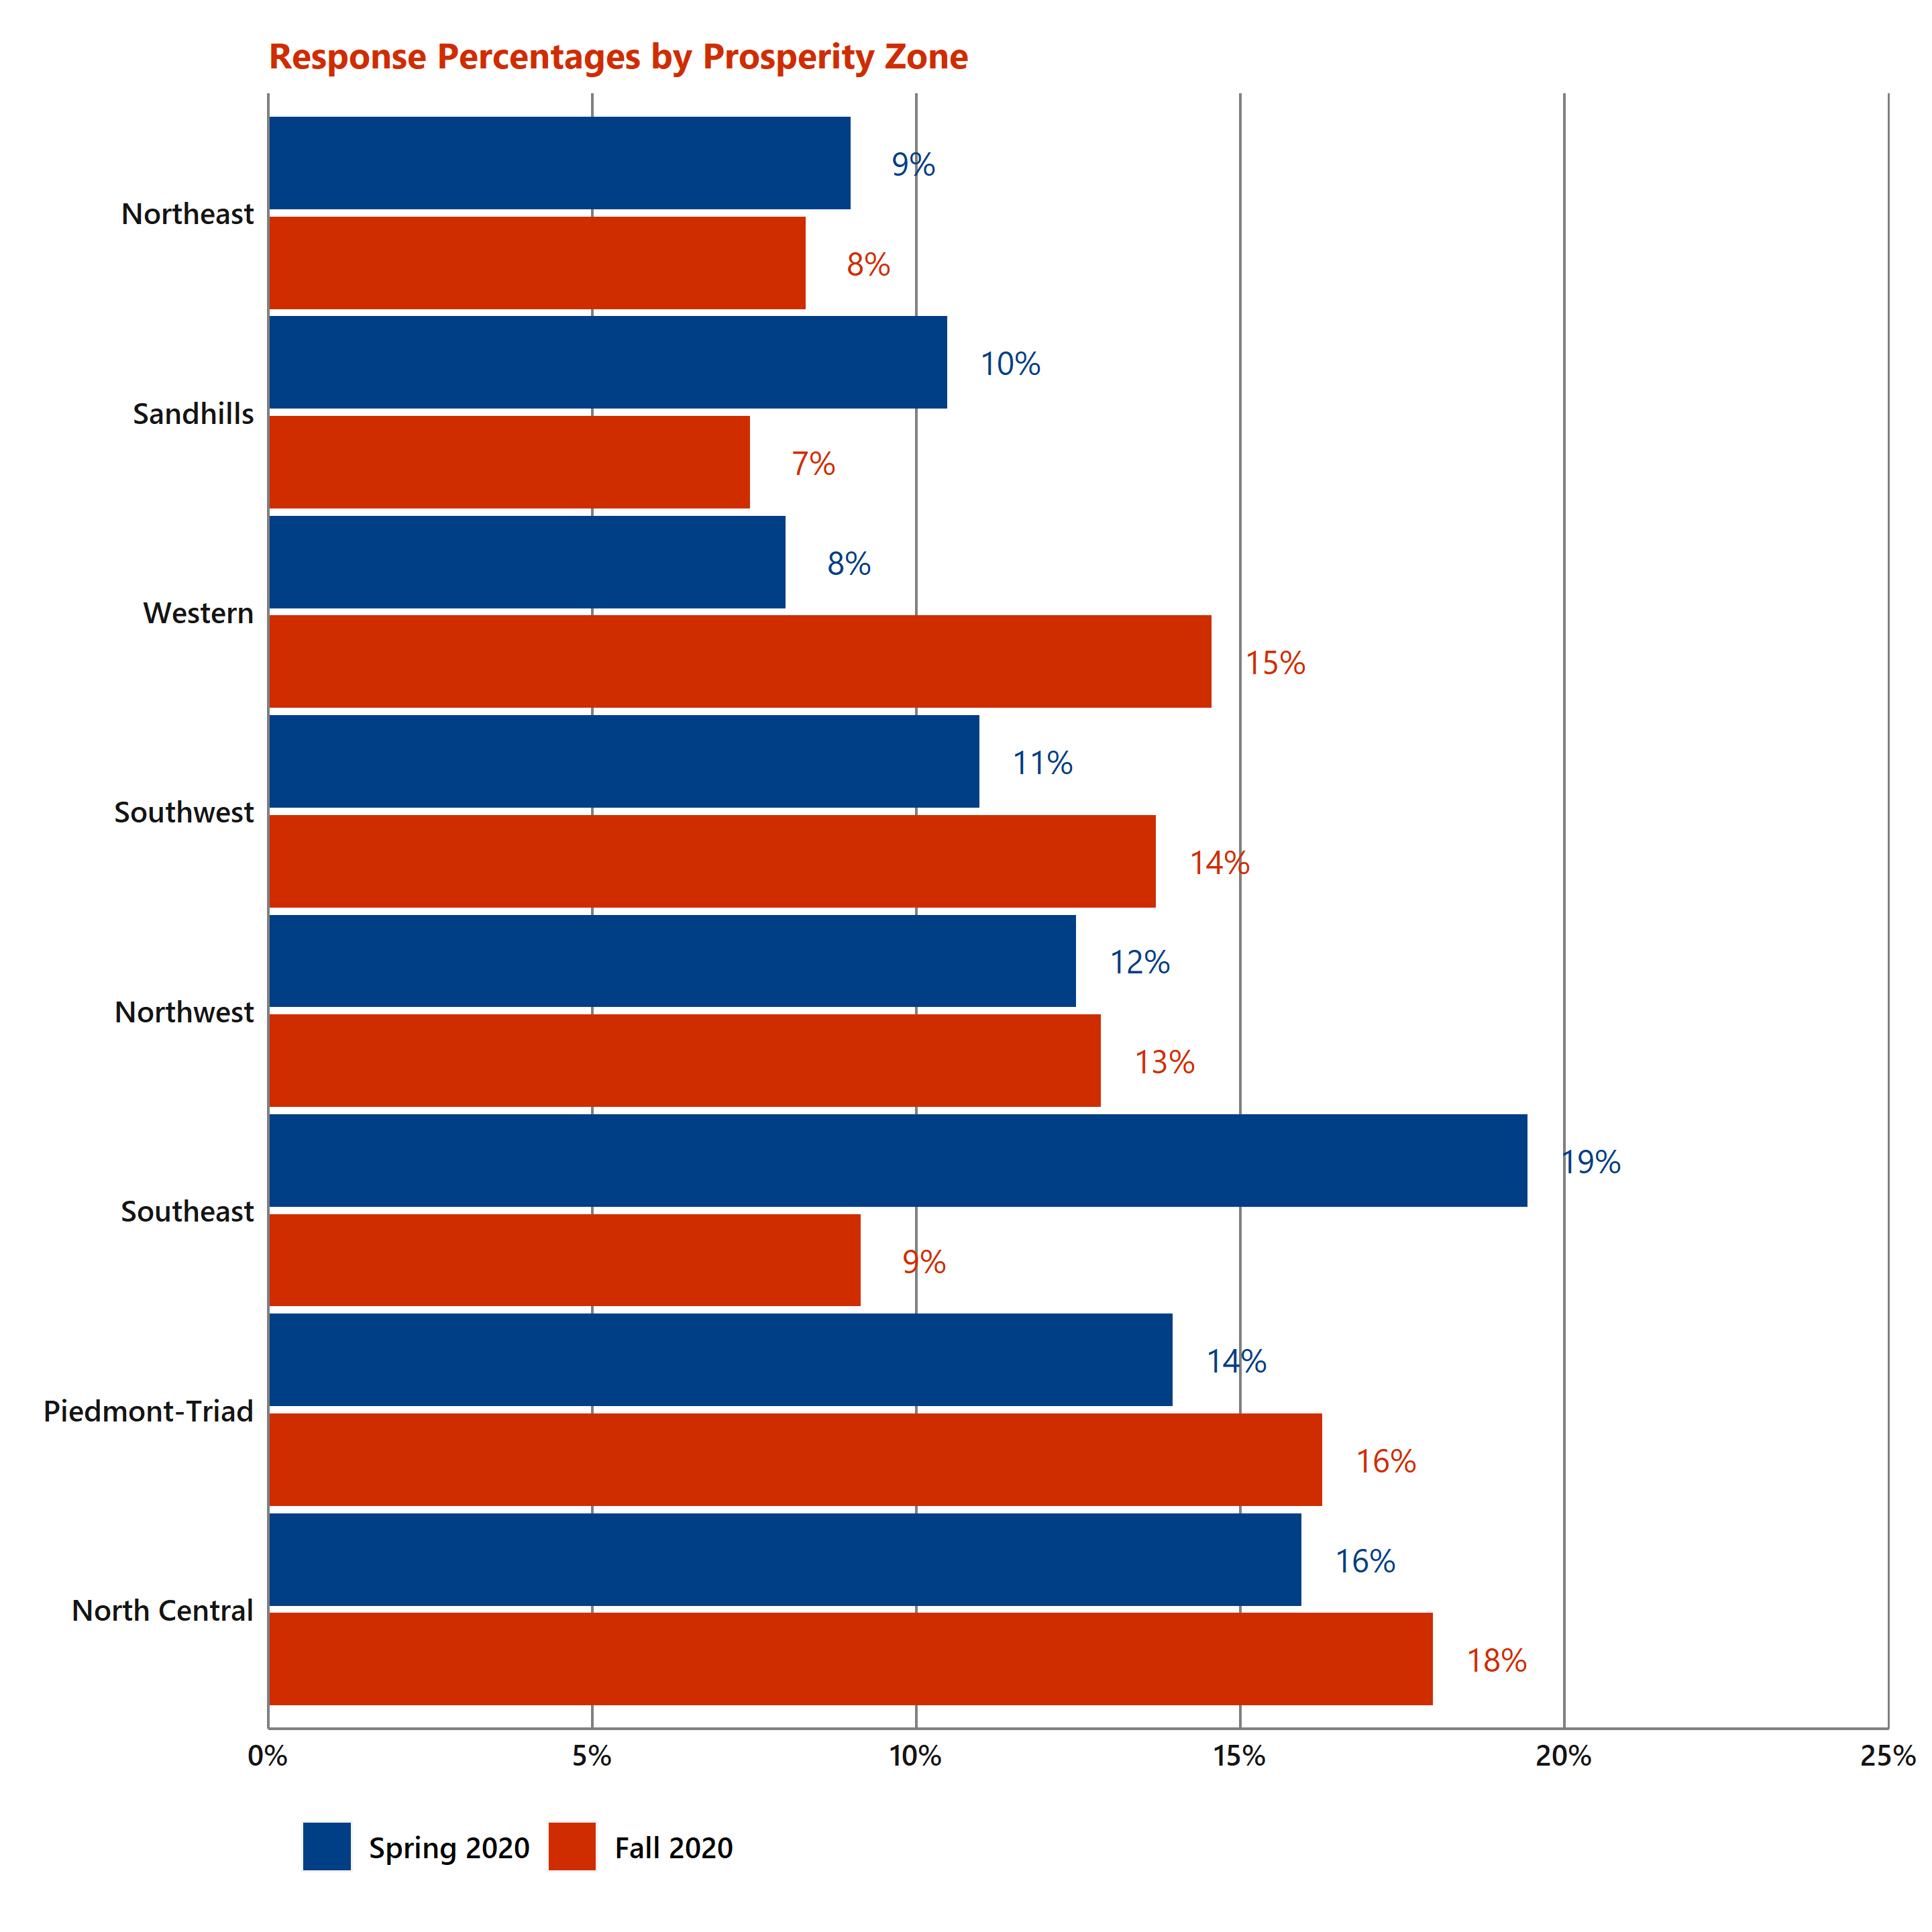 Response Percentages by Prosperity Zone
9%
Northeast
8%
10%
Sandhills
7%
8%
Western
15%
11%
Southwest
14%
12%
Northwest
13%
19%
Southeast
9%
14%
Piedmont-Triad
16%
16%
North Central
18%
0% 5% 10% 15% 20% 25%
Spring 2020 Fall 2020